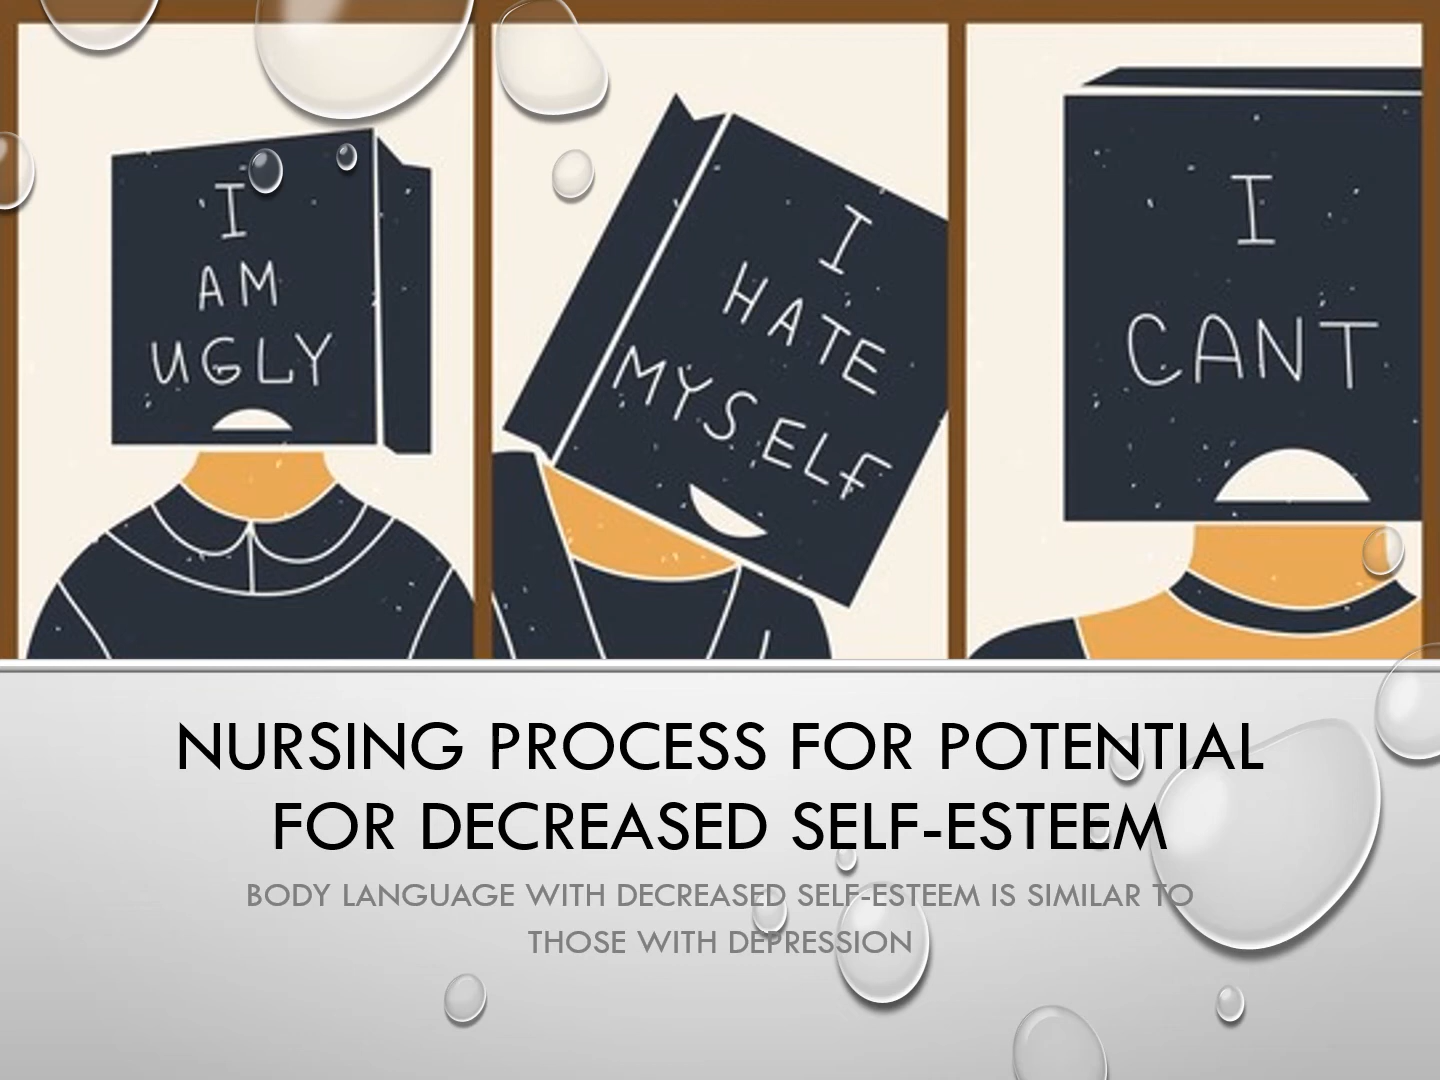 I
AM
UGLY
I
HATE
MYSELF
I
CANT
NURSING PROCESS FOR POTENTIAL
FOR DECREASED SELF-ESTEEM
BODY LANGUAGE WITH DECREASED SELF-ESTEEM IS SIMILAR TO
THOSE WITH DEPRESSION